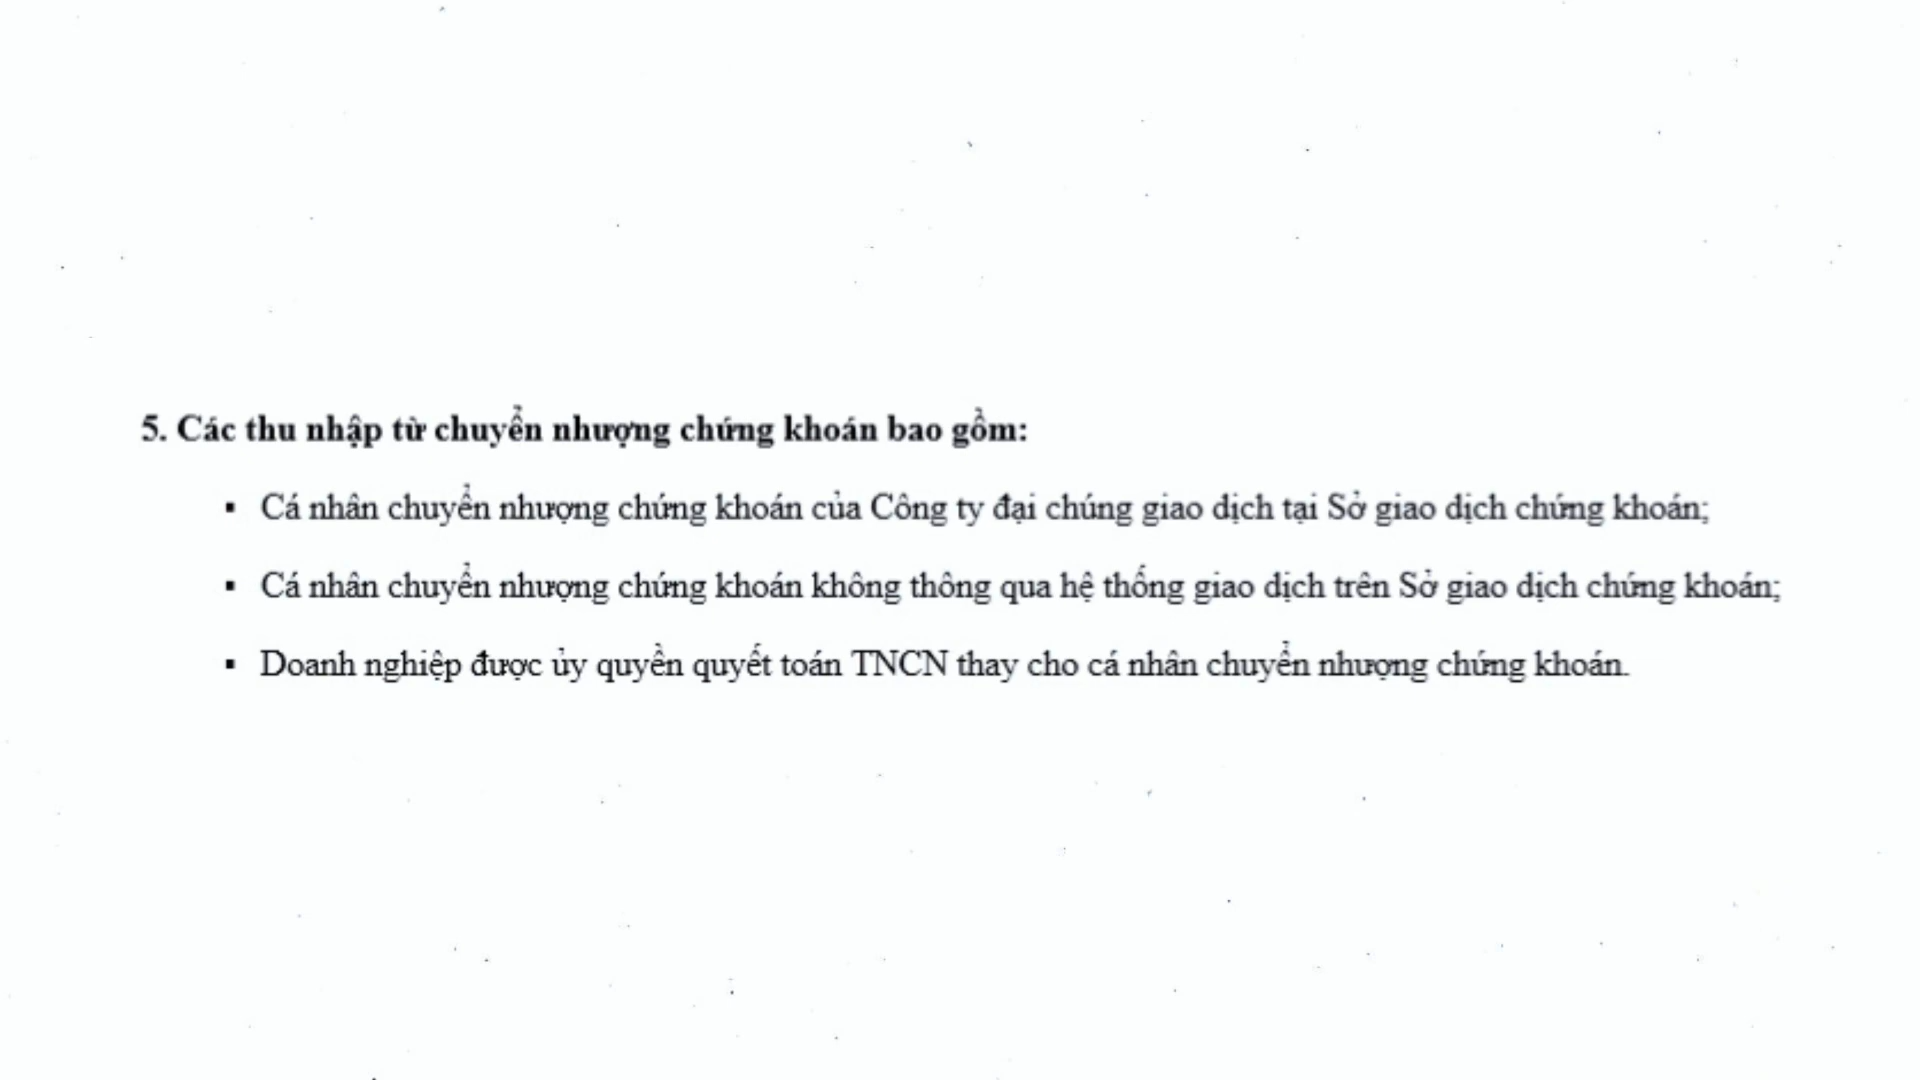 5. Các thu nhập từ chuyển nhượng chứng khoán bao gồm:
▪ Cá nhân chuyển nhượng chứng khoán của Công ty đại chúng giao dịch tại Sở giao dịch chứng khoán;
▪ Cá nhân chuyển nhượng chứng khoán không thông qua hệ thống giao dịch trên Sở giao dịch chứng khoán;
▪ Doanh nghiệp được ủy quyền quyết toán TNCN thay cho cá nhân chuyển nhượng chứng khoán.